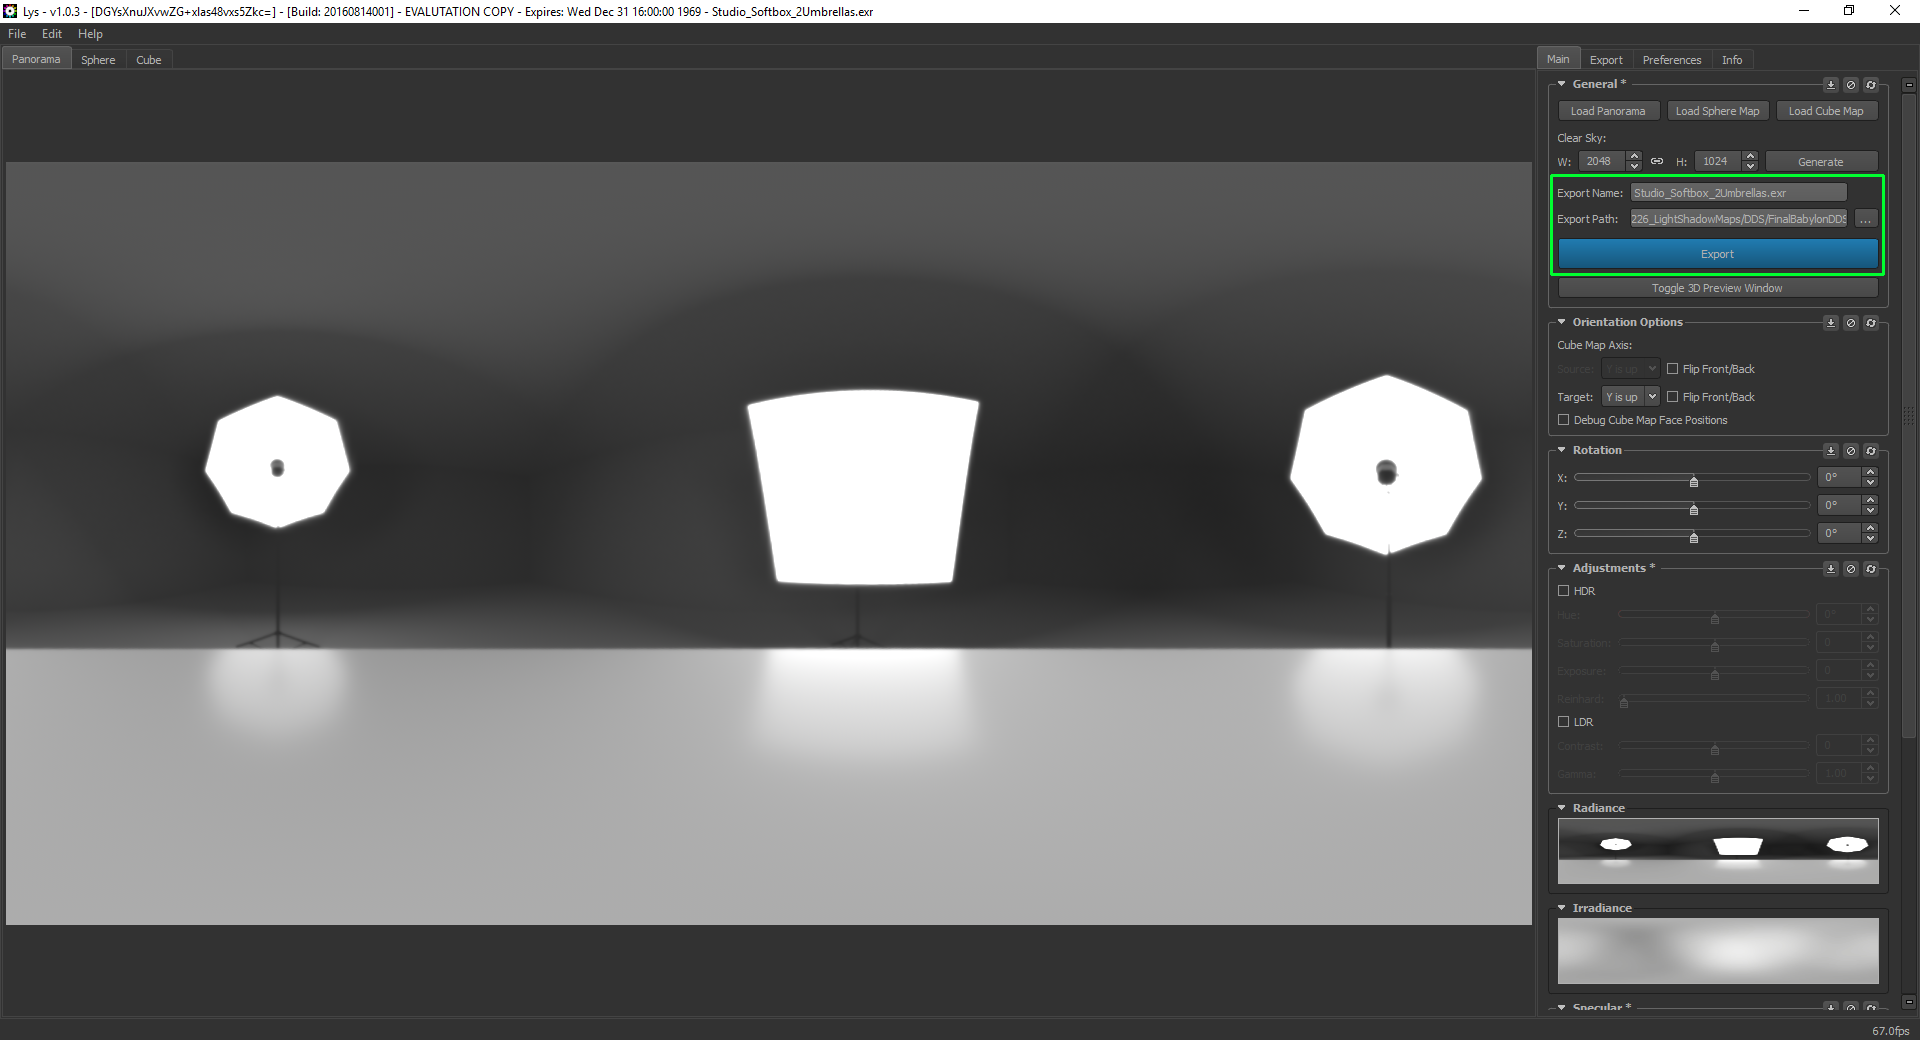 Lys - v1.0.3 - [DGYsXnuJXvwZG+xlas48vxs5Zkc=] - [Build: 20160814001] - EVALUTATION COPY - Expires: Wed Dec 31 16:00:00 1969 - Studio_Softbox_2Umbrellas.exr
File Edit Help
Panorama Sphere Cube
Main Export Preferences Info
General *
Load Panorama Load Sphere Map Load Cube Map
Clear Sky:
W: 2048 H: 1024 Generate
Export Name: Studio_Softbox_2Umbrellas.exr
Export Path: 226_LightShadowMaps/DDS/FinalBabylonDDS ...
Export
Toggle 3D Preview Window
Orientation Options
Cube Map Axis:
Source: Y is up Flip Front/Back
Target: Y is up Flip Front/Back
Debug Cube Map Face Positions
Rotation
X: 0°
Y: 0°
Z: 0°
Adjustments *
HDR
Hue: 0°
Saturation: 0
Exposure: 0
Reinhard: 1.00
LDR
Contrast: 0
Gamma: 1.00
Radiance
Irradiance
Specular *
67.0fps